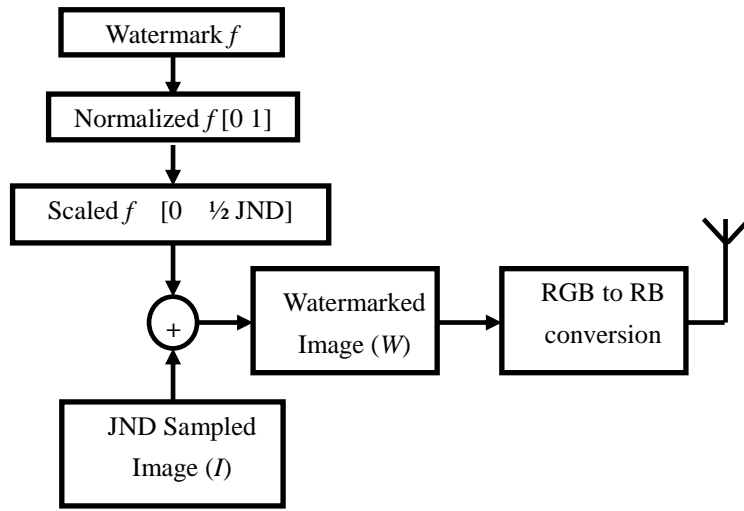 Watermark f
Normalized f [0 1]
Scaled f [0 ½ JND]
+
Watermarked
Image (W)
RGB to RB
conversion
JND Sampled
Image (I)